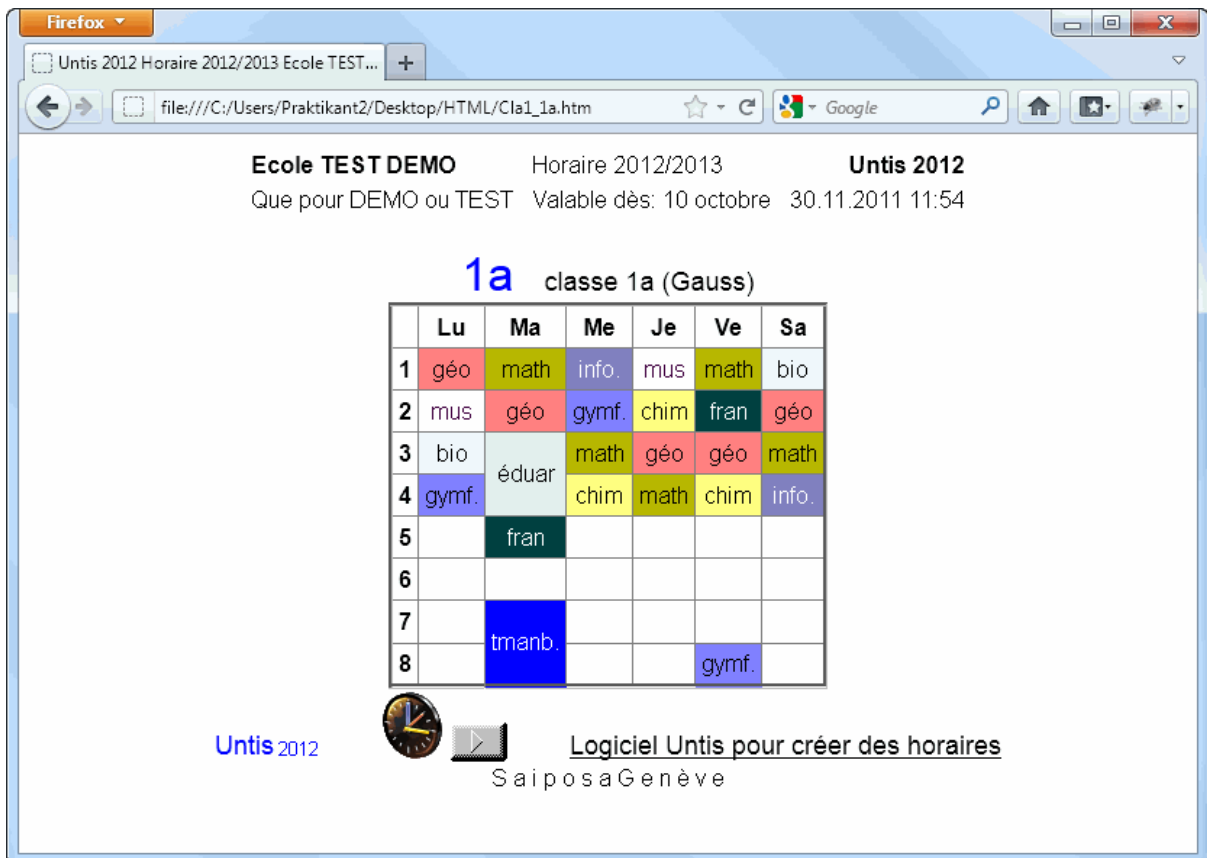 Firefox
Untis 2012 Horaire 2012/2013 Ecole TEST... +
file:///C:/Users/Praktikant2/Desktop/HTML/Cla1_1a.htm Google
Ecole TEST DEMO Horaire 2012/2013 Untis 2012
Que pour DEMO ou TEST Valable dès: 10 octobre 30.11.2011 11:54
1a classe 1a (Gauss)
Lu Ma Me Je Ve Sa
1 géo math info. mus math bio
2 mus géo gymf. chim fran géo
3 bio éduar math géo géo math
4 gymf. chim math chim info.
5 fran
6
7 tmanb.
8 gymf.
Untis 2012 Logiciel Untis pour créer des horaires
SaiposaGenève